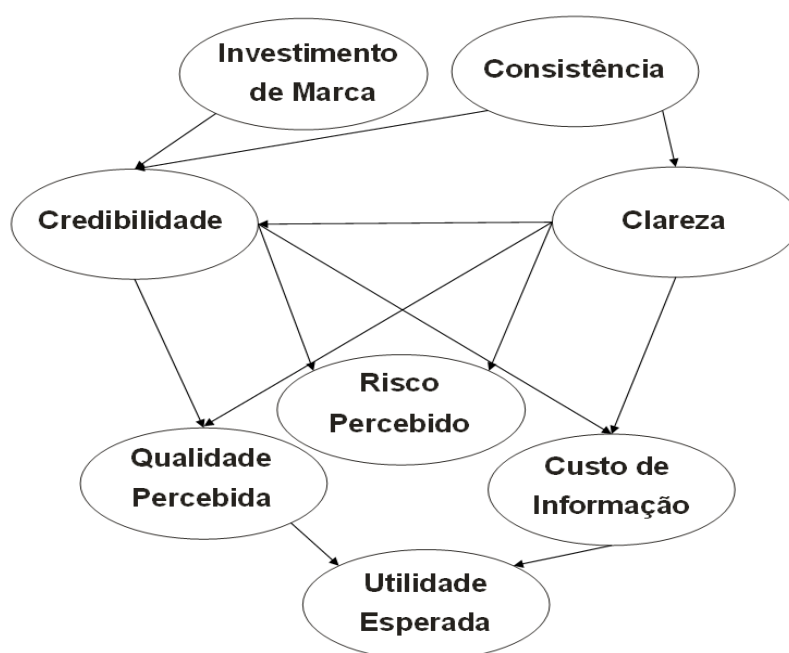 Investimento
de Marca
Consistência
Credibilidade
Clareza
Risco
Percebido
Qualidade
Percebida
Custo de
Informação
Utilidade
Esperada